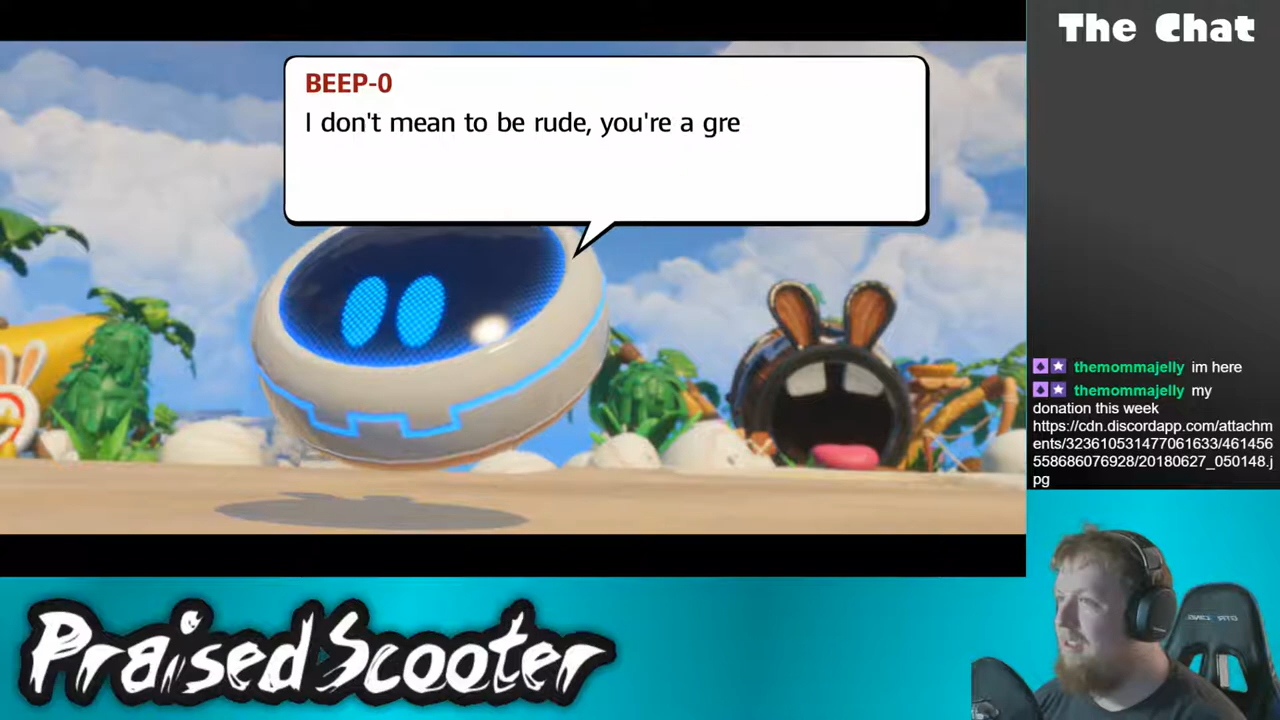 The Chat
BEEP-0
I don't mean to be rude, you're a gre
themommajelly im here
themommajelly my
donation this week
https://cdn.discordapp.com/attachm
ents/323610531477061633/461456
558686076928/20180627_050148.j
pg
PraisedScooter